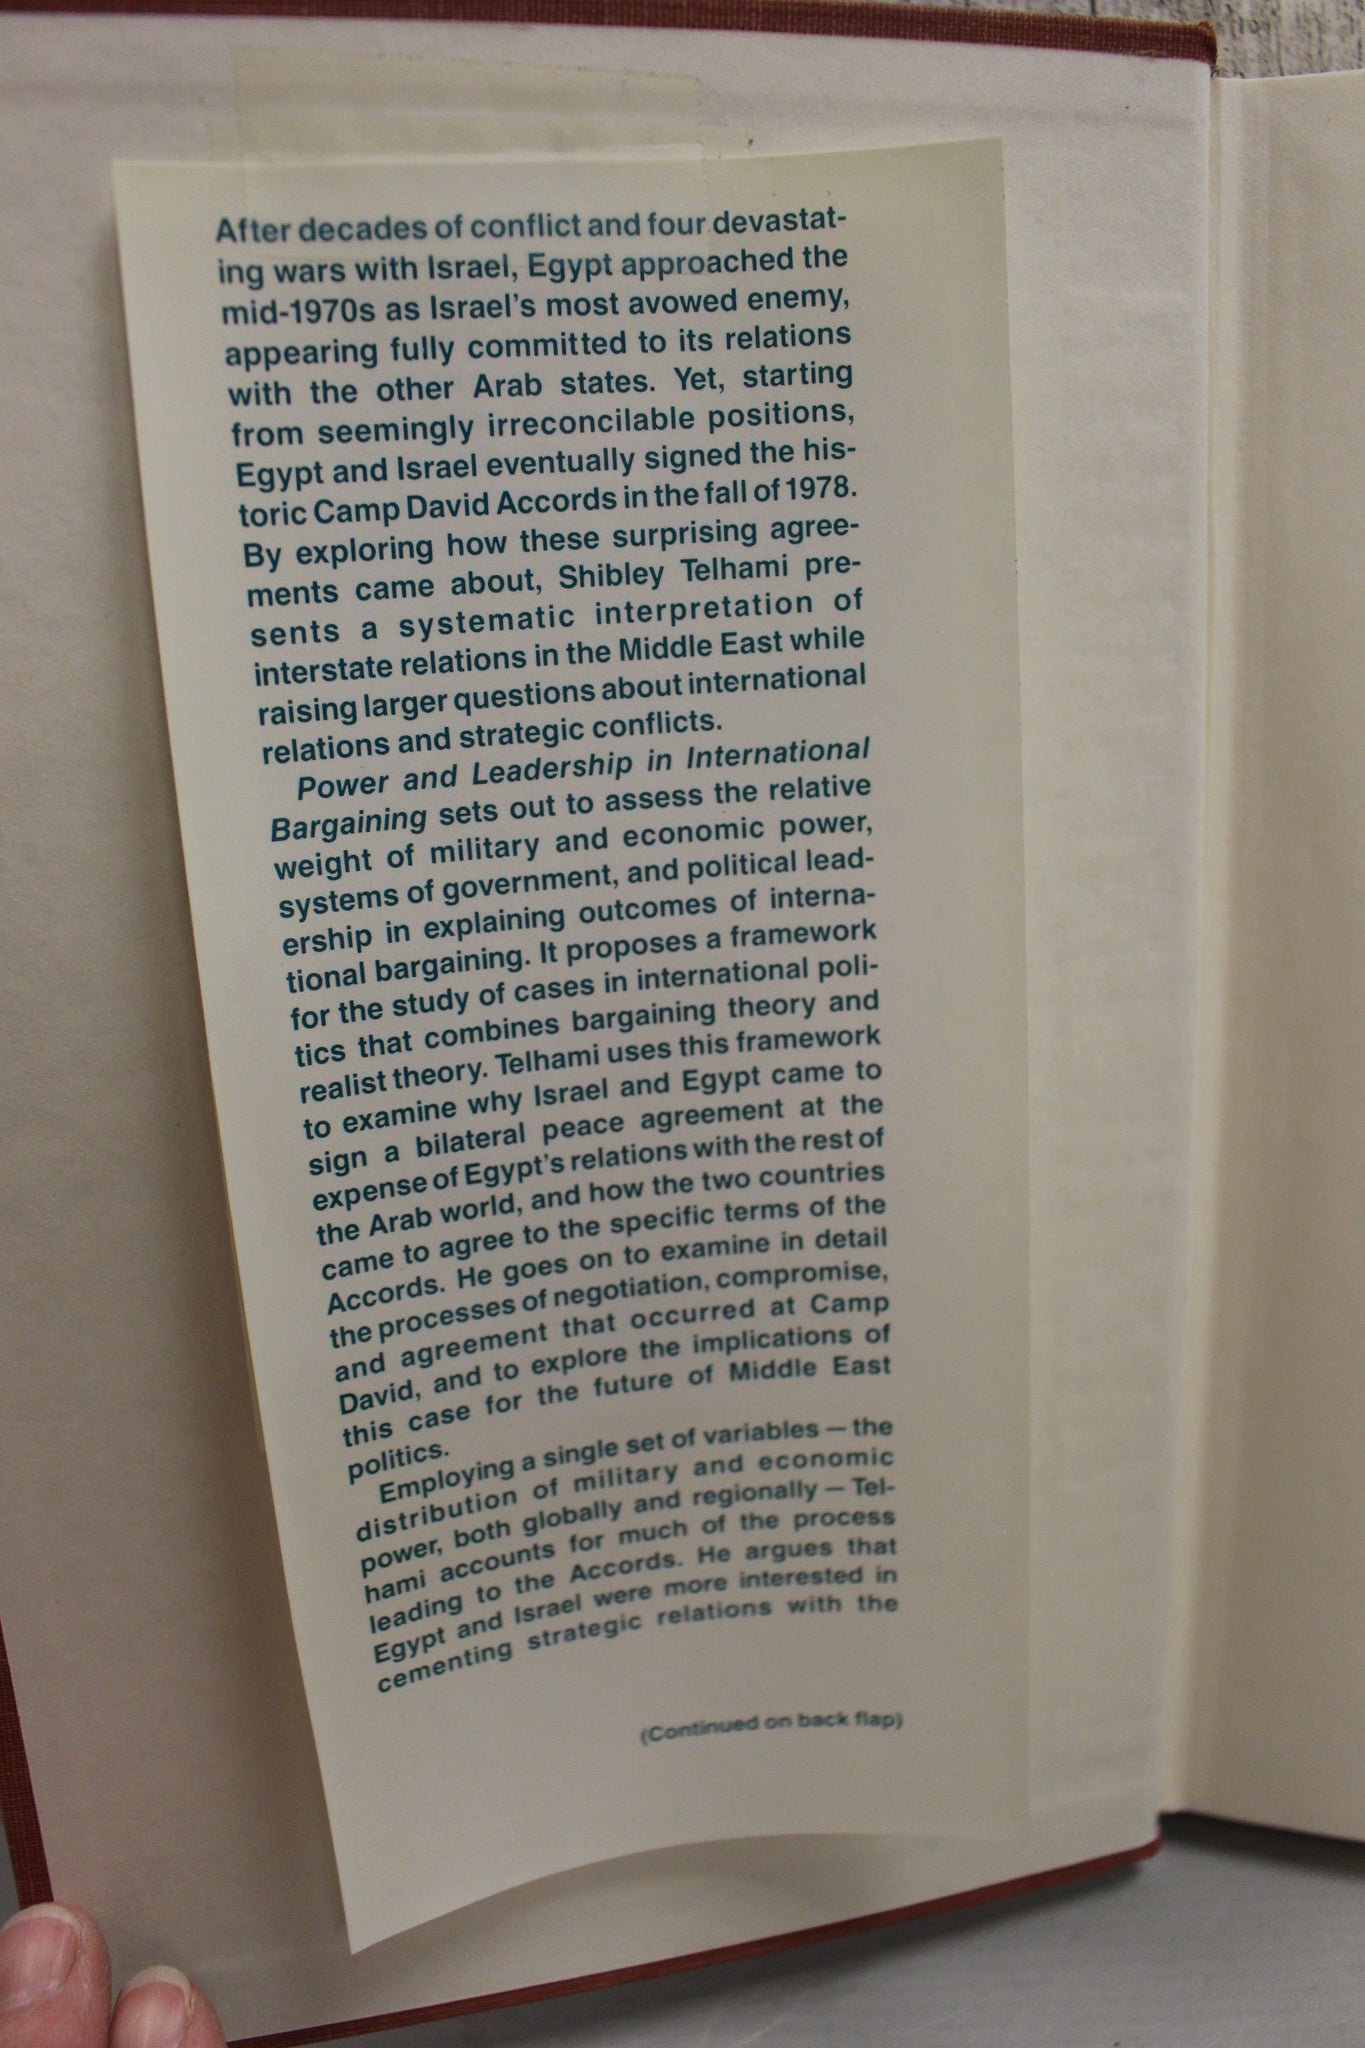 After decades of conflict and four devastat-
ing wars with Israel, Egypt approached the
mid-1970s as Israel's most avowed enemy,
appearing fully committed to its relations
with the other Arab states. Yet, starting
from seemingly irreconcilable positions,
Egypt and Israel eventually signed the his-
toric Camp David Accords in the fall of 1978.
By exploring how these surprising agree-
ments came about, Shibley Telhami pre-
sents a systematic interpretation of
interstate relations in the Middle East while
raising larger questions about international
relations and strategic conflicts.
Power and Leadership in International
Bargaining sets out to assess the relative
weight of military and economic power,
systems of government, and political lead-
ership in explaining outcomes of interna-
tional bargaining. It proposes a framework
for the study of cases in international poli-
tics that combines bargaining theory and
realist theory. Telhami uses this framework
to examine why Israel and Egypt came to
sign a bilateral peace agreement at the
expense of Egypt's relations with the rest of
the Arab world, and how the two countries
came to agree to the specific terms of the
Accords. He goes on to examine in detail
the processes of negotiation, compromise,
and agreement that occurred at Camp
David, and to explore the implications of
this case for the future of Middle East
politics.
Employing a single set of variables — the
distribution of military and economic
power, both globally and regionally — Tel-
hami accounts for much of the process
leading to the Accords. He argues that
Egypt and Israel were more interested in
cementing strategic relations with the
(Continued on back flap)